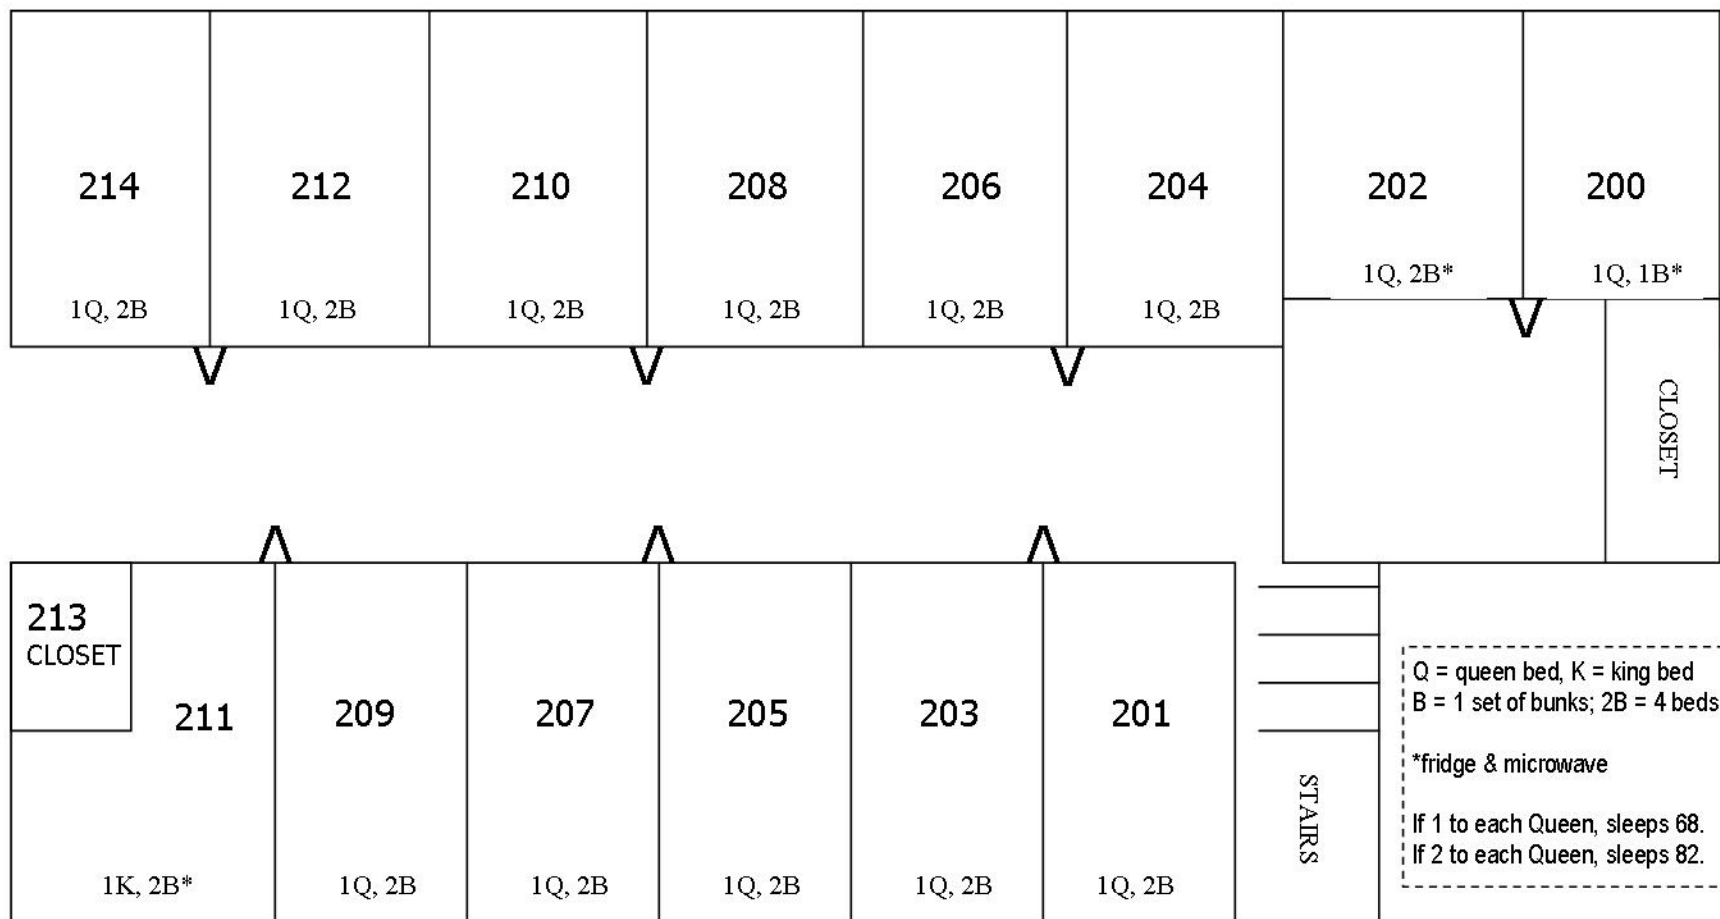 214
212
210
208
206
204
202
200
1Q, 2B
1Q, 2B
1Q, 2B
1Q, 2B
1Q, 2B
1Q, 2B
1Q, 2B*
1Q, 1B*
CLOSET
213
CLOSET
211
209
207
205
203
201
1K, 2B*
1Q, 2B
1Q, 2B
1Q, 2B
1Q, 2B
1Q, 2B
STAIRS
Q = queen bed, K = king bed
B = 1 set of bunks; 2B = 4 beds
*fridge & microwave
If 1 to each Queen, sleeps 68.
If 2 to each Queen, sleeps 82.